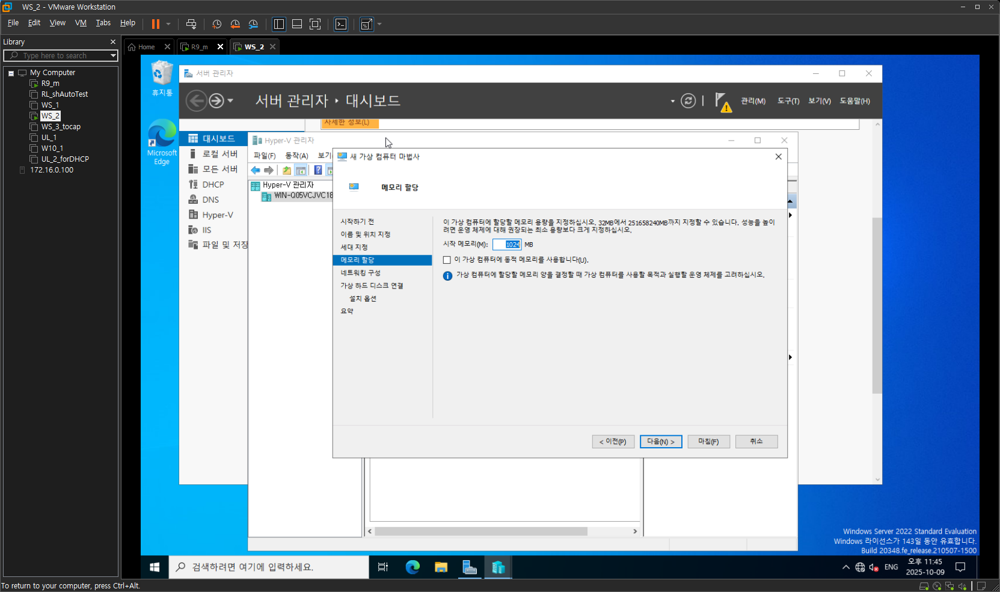 WS_2 - VMware Workstation
File Edit View VM Tabs Help
Library
Type here to search
My Computer
R9_m
RL_shAutoTest
WS_1
WS_2
WS_3_tocap
UL_1
W10_1
UL_2_forDHCP
172.16.0.100
Home R9_m WS_2
휴지통
Microsoft
Edge
서버 관리자
서버 관리자 ‣ 대시보드
관리(M) 도구(T) 보기(V) 도움말(H)
자세한 정보(L)
대시보드
로컬 서버
모든 서버
DHCP
DNS
Hyper-V
IIS
파일 및 저장
Hyper-V 관리자
파일(F) 동작(A) 보기
Hyper-V 관리자
WIN-Q05VCJVC18
새 가상 컴퓨터 마법사
메모리 할당
시작하기 전
이름 및 위치 지정
세대 지정
메모리 할당
네트워킹 구성
가상 하드 디스크 연결
설치 옵션
요약
이 가상 컴퓨터에 할당할 메모리 용량을 지정하십시오. 32MB에서 251658240MB까지 지정할 수 있습니다. 성능을 높이
려면 운영 체제에 대해 권장되는 최소 용량보다 크게 지정하십시오.
시작 메모리(M): 1024 MB
이 가상 컴퓨터에 동적 메모리를 사용합니다(U).
가상 컴퓨터에 할당할 메모리 양을 결정할 때 가상 컴퓨터를 사용할 목적과 실행할 운영 체제를 고려하십시오.
< 이전(P) 다음(N) > 마침(F) 취소
Windows Server 2022 Standard Evaluation
Windows 라이선스가 143일 동안 유효합니다.
Build 20348.fe_release.210507-1500
검색하려면 여기에 입력하세요.
ENG
오후 11:45
2025-10-09
To return to your computer, press Ctrl+Alt.